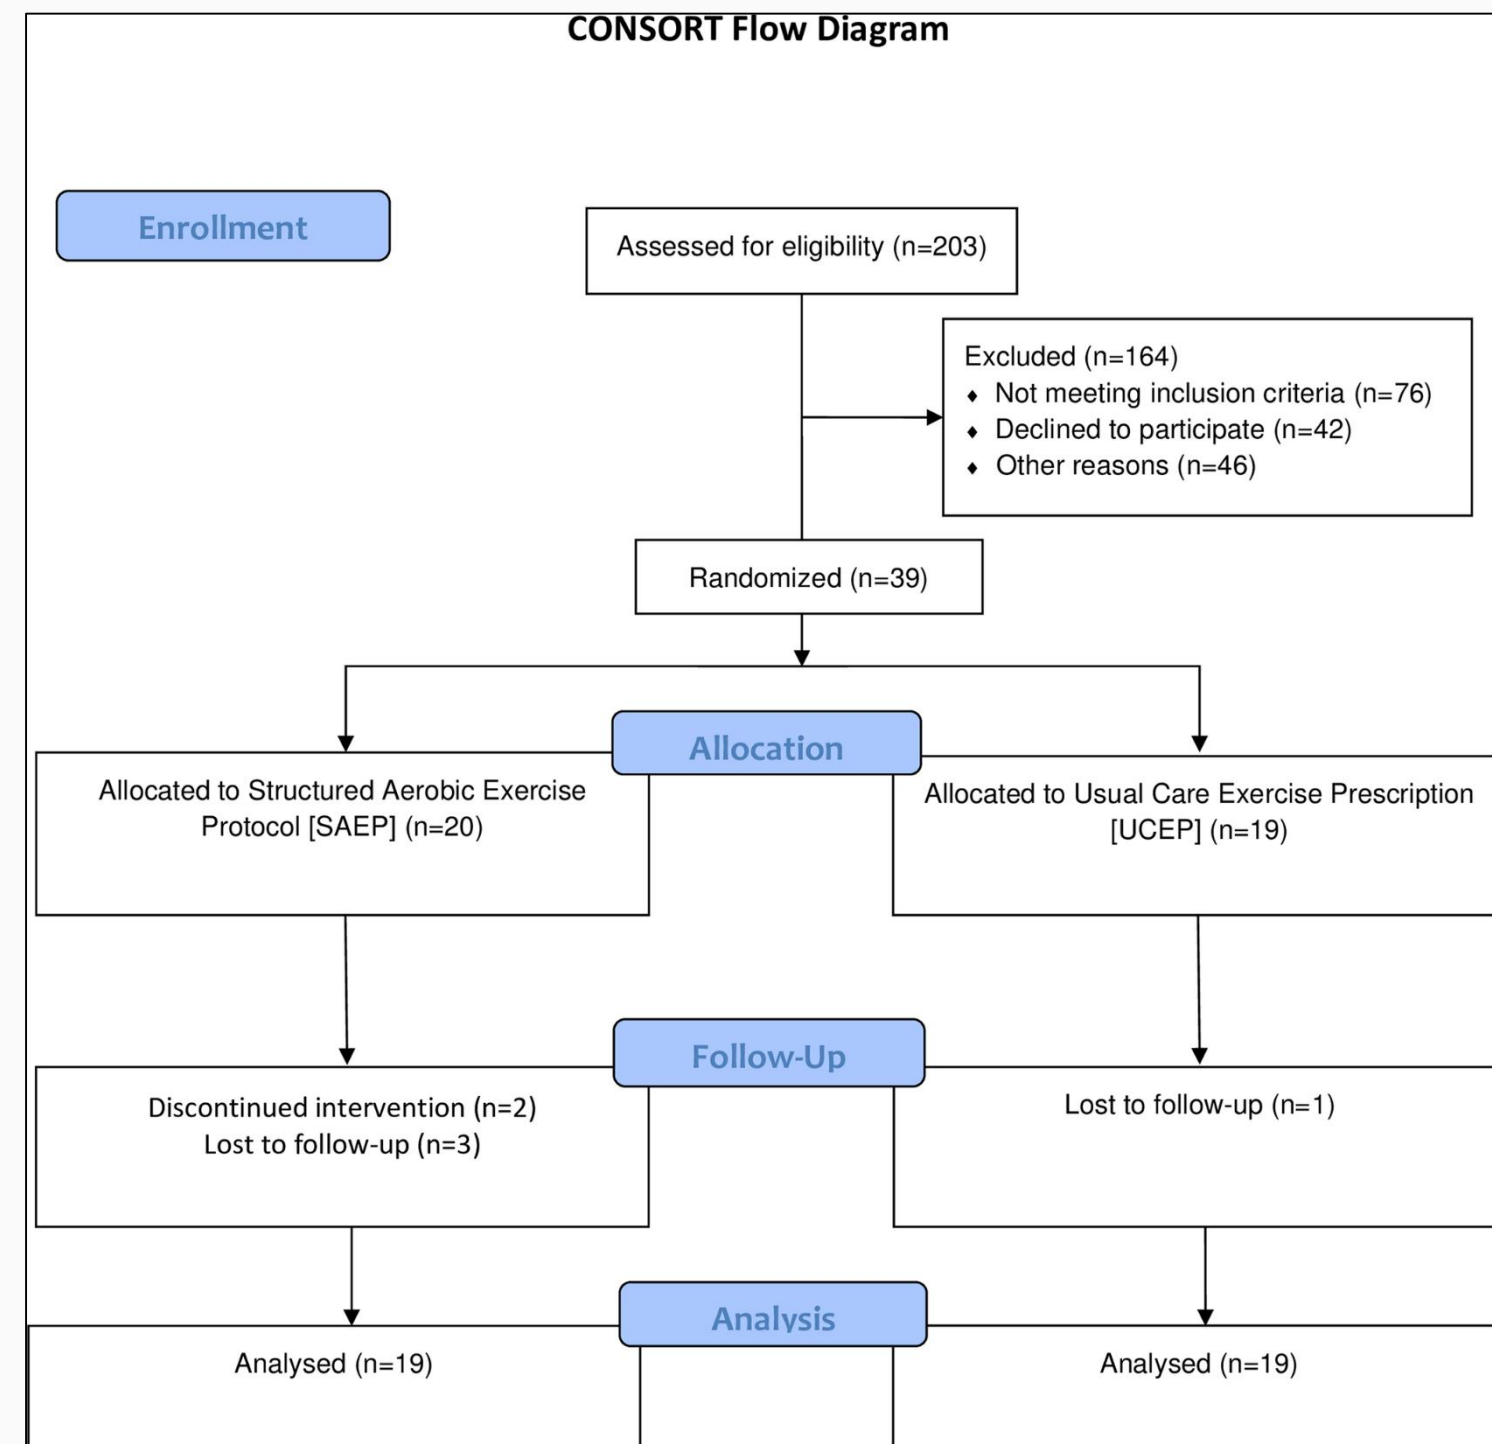 CONSORT Flow Diagram
Enrollment
Assessed for eligibility (n=203)
Excluded (n=164)
⬧ Not meeting inclusion criteria (n=76)
⬧ Declined to participate (n=42)
⬧ Other reasons (n=46)
Randomized (n=39)
Allocation
Allocated to Structured Aerobic Exercise
Protocol [SAEP] (n=20)
Allocated to Usual Care Exercise Prescription
[UCEP] (n=19)
Follow-Up
Discontinued intervention (n=2)
Lost to follow-up (n=3)
Lost to follow-up (n=1)
Analysis
Analysed (n=19)
Analysed (n=19)